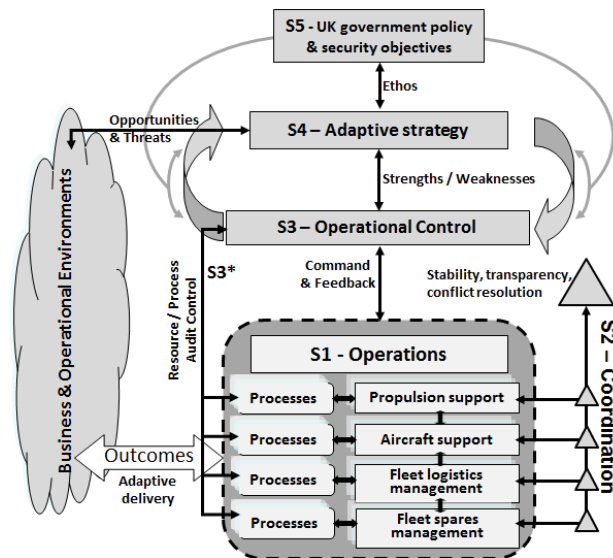 S5 - UK government policy
& security objectives
Ethos
Opportunities
& Threats
S4 – Adaptive strategy
Strengths / Weaknesses
S3 – Operational Control
S3*
Command
& Feedback
Stability, transparency,
conflict resolution
Business & Operational Environments
Resource / Process
Audit Control
S2 – Coordination
S1 - Operations
Processes
Propulsion support
Processes
Aircraft support
Outcomes
Adaptive
delivery
Processes
Fleet logistics
management
Processes
Fleet spares
management